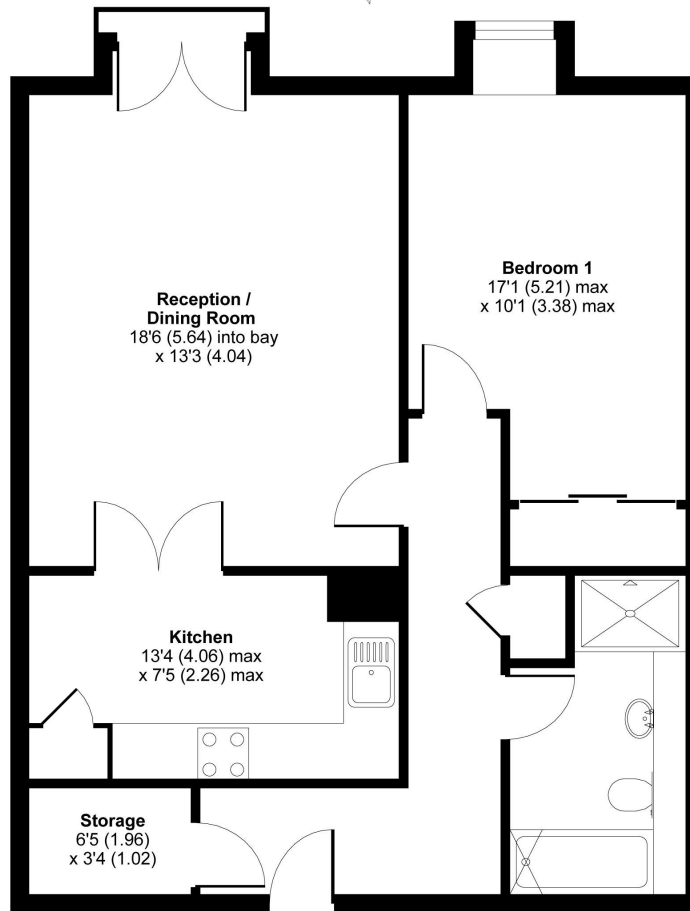 Reception /
Dining Room
18'6 (5.64) into bay
x 13'3 (4.04)
Bedroom 1
17'1 (5.21) max
x 10'1 (3.38) max
Kitchen
13'4 (4.06) max
x 7'5 (2.26) max
Storage
6'5 (1.96)
x 3'4 (1.02)